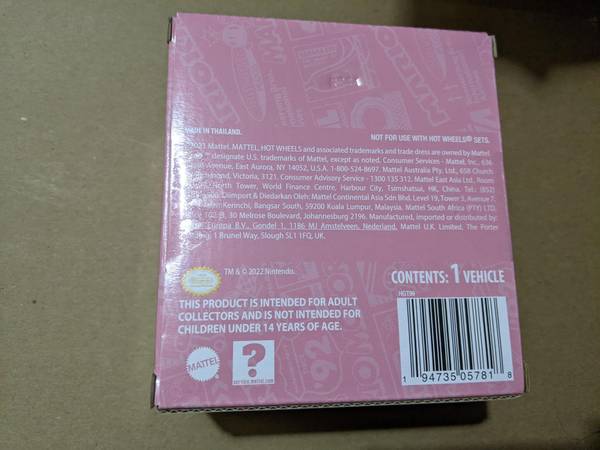 MADE IN THAILAND.
NOT FOR USE WITH HOT WHEELS® SETS.
2021 Mattel. MATTEL, HOT WHEELS and associated trademarks and trade dress are owned by Mattel.
™ designate U.S. trademarks of Mattel, except as noted. Consumer Services - Mattel, Inc., 636
Avenue, East Aurora, NY 14052, U.S.A. 1-800-524-8697. Mattel Australia Pty. Ltd., 658 Church
Richmond, Victoria, 3121. Consumer Advisory Service - 1300 135 312. Mattel East Asia Ltd., Room
North Tower, World Finance Centre, Harbour City, Tsimshatsui, HK, China. Tel.: (852)
Diimport & Diedarkan Oleh: Mattel Continental Asia Sdn Bhd. Level 19, Tower 3, Avenue 7,
Kerinchi, Bangsar South, 59200 Kuala Lumpur, Malaysia. Mattel South Africa (PTY) LTD
30 Melrose Boulevard, Johannesburg 2196. Manufactured, imported or distributed by:
Europa B.V., Gondel 1, 1186 MJ Amstelveen, Nederland. Mattel U.K. Limited, The Porter
1 Brunel Way, Slough SL1 1FQ, UK.
TM & © 2022 Nintendo.
CONTENTS: 1 VEHICLE
HGT06
THIS PRODUCT IS INTENDED FOR ADULT
COLLECTORS AND IS NOT INTENDED FOR
CHILDREN UNDER 14 YEARS OF AGE.
MATTEL
?
service.mattel.com
1 94735 05781 8